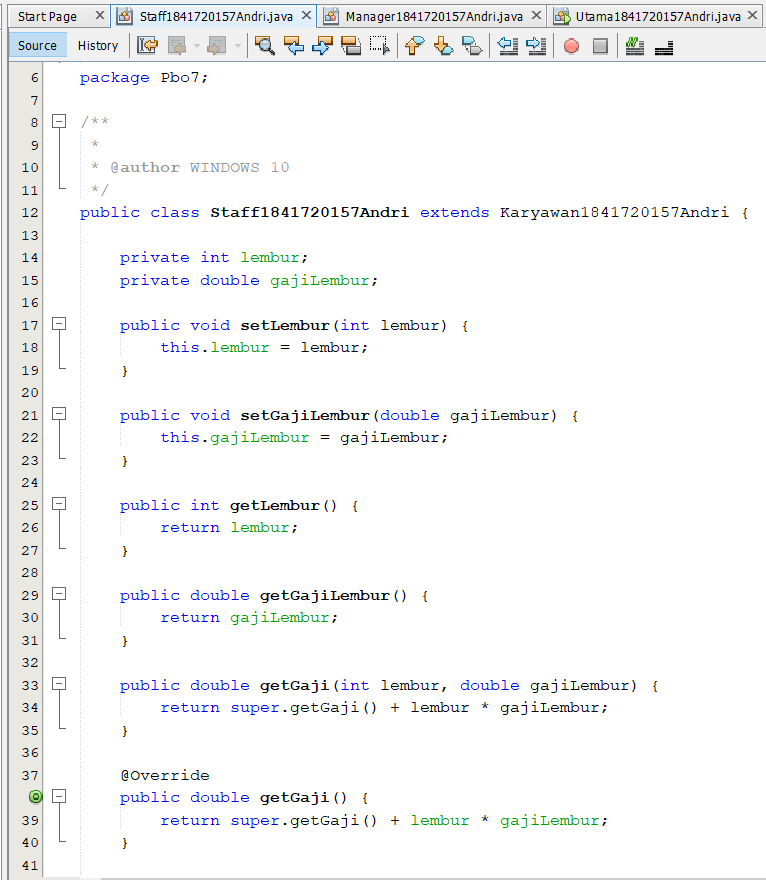 Start Page Staff1841720157Andri.java Manager1841720157Andri.java Utama1841720157Andri.java
Source History
6 package Pbo7;
7
8 /**
9  *
10  * @author WINDOWS 10
11  */
12 public class Staff1841720157Andri extends Karyawan1841720157Andri {
13
14     private int lembur;
15     private double gajiLembur;
16
17     public void setLembur(int lembur) {
18         this.lembur = lembur;
19     }
20
21     public void setGajiLembur(double gajiLembur) {
22         this.gajiLembur = gajiLembur;
23     }
24
25     public int getLembur() {
26         return lembur;
27     }
28
29     public double getGajiLembur() {
30         return gajiLembur;
31     }
32
33     public double getGaji(int lembur, double gajiLembur) {
34         return super.getGaji() + lembur * gajiLembur;
35     }
36
37     @Override
    public double getGaji() {
39         return super.getGaji() + lembur * gajiLembur;
40     }
41